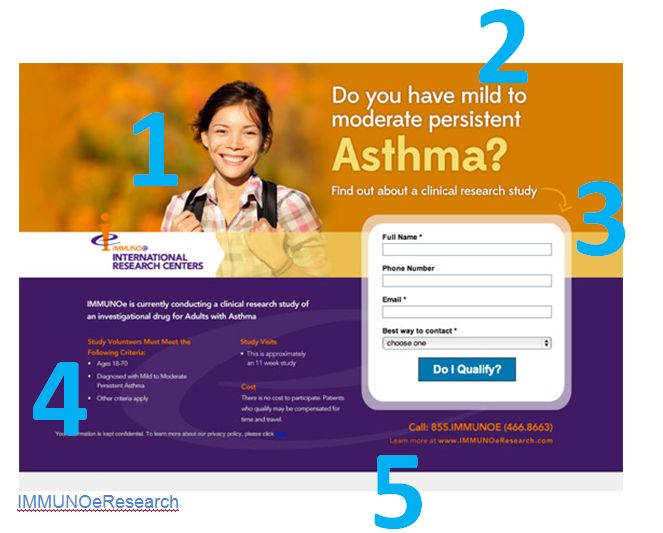 2
Do you have mild to
moderate persistent
1
Asthma?
Find out about a clinical research study
3
Full Name *
IMMUNO@
INTERNATIONAL
RESEARCH CENTERS
Phone Number
Email *
IMMUNOe is currently conducting a clinical research study of
an investigational drug for Adults with Asthma
Best way to contact *
choose one
Study Volunteers Must Meet the
Following Criteria:
• Ages 18-70
• Diagnosed with Mild to Moderate
Persistent Asthma
• Other criteria apply
4
Study Visits
• This is approximately
an 11 week study
Cost
There is no cost to participate. Patients
who qualify may be compensated for
time and travel.
Do I Qualify?
Your information is kept confidential. To learn more about our privacy policy, please click
Call: 855.IMMUNOE (466.8663)
Learn more at www.IMMUNOeResearch.com
5
IMMUNOeResearch